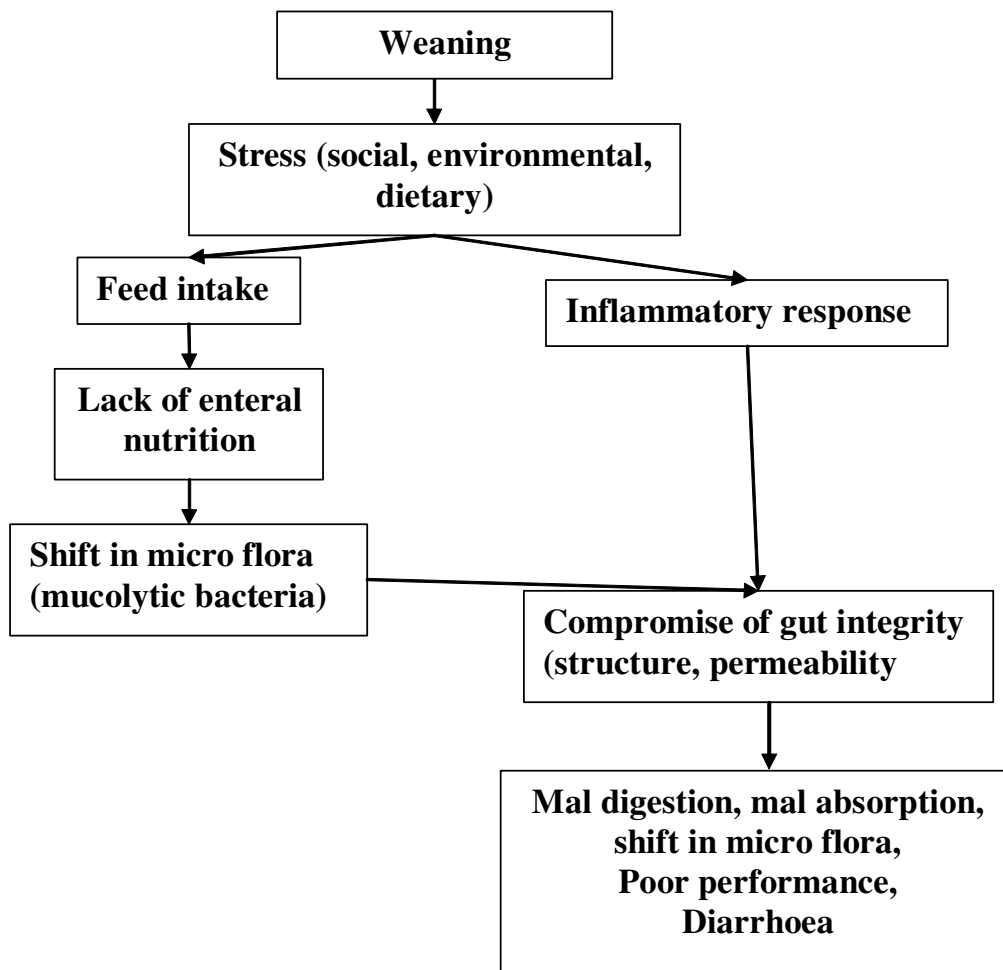 Weaning
Stress (social, environmental,
dietary)
Feed intake
Inflammatory response
Lack of enteral
nutrition
Shift in micro flora
(mucolytic bacteria)
Compromise of gut integrity
(structure, permeability
Mal digestion, mal absorption,
shift in micro flora,
Poor performance,
Diarrhoea